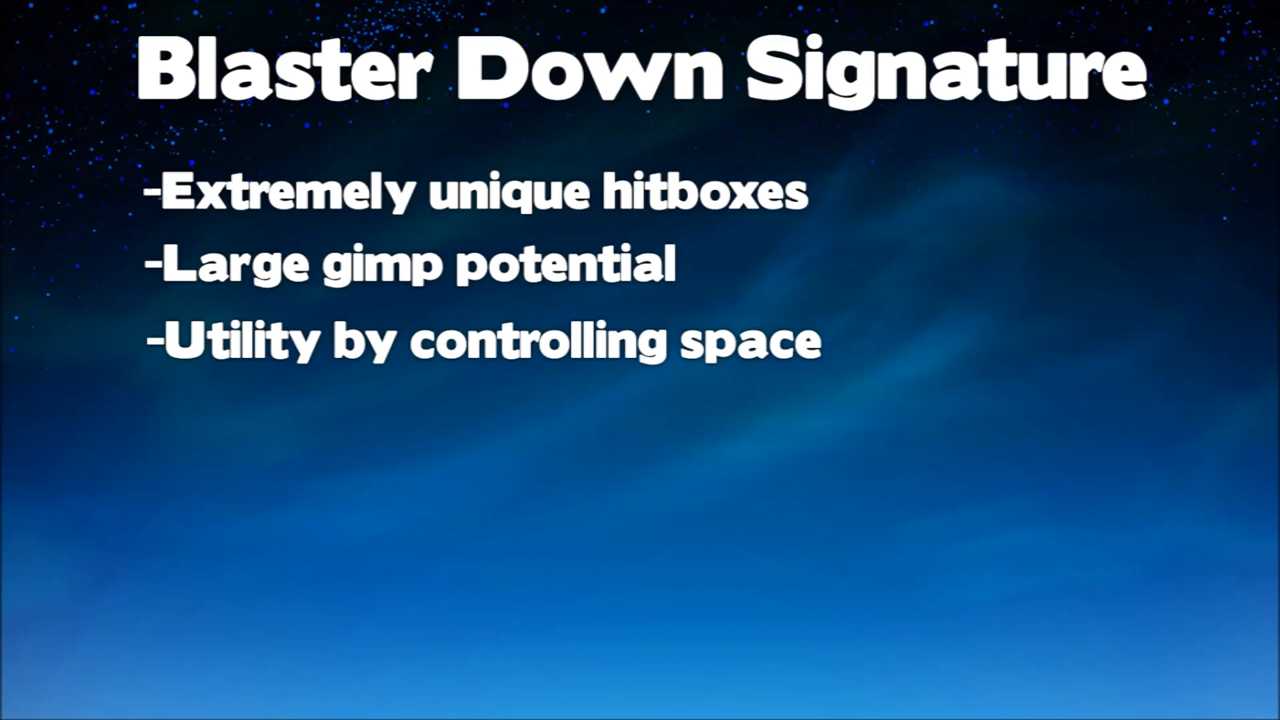 Blaster Down Signature
-Extremely unique hitboxes
-Large gimp potential
-Utility by controlling space